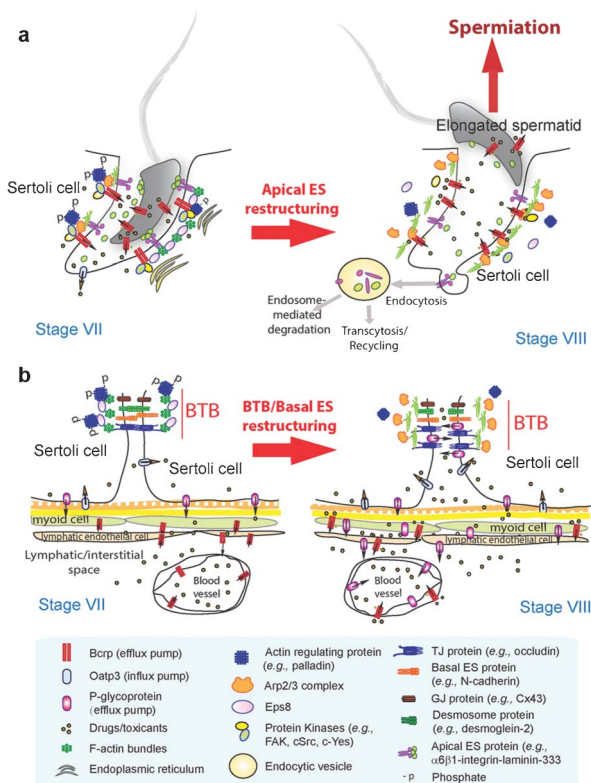 a
Spermiation
Elongated spermatid
p
p
p
p
Sertoli cell
Apical ES
restructuring
Sertoli cell
Endocytosis
Endosome-
mediated
degradation
Transcytosis/
Recycling
Stage VII
Stage VIII
b
p
p
p
p
BTB
BTB/Basal ES
restructuring
BTB
Sertoli cell
Sertoli cell
Sertoli cell
Sertoli cell
myoid cell
lymphatic endothelial cell
Lymphatic/interstitial
space
Blood
vessel
Stage VII
myoid cell
lymphatic endothelial cell
Blood
vessel
Stage VIII
Bcrp (efflux pump)
Oatp3 (influx pump)
P-glycoprotein
(efflux pump)
Drugs/toxicants
F-actin bundles
Endoplasmic reticulum
Actin regulating protein
(e.g., palladin)
Arp2/3 complex
Eps8
Protein Kinases (e.g.,
FAK, cSrc, c-Yes)
Endocytic vesicle
TJ protein (e.g., occludin)
Basal ES protein
(e.g., N-cadherin)
GJ protein (e.g., Cx43)
Desmosome protein
(e.g., desmoglein-2)
Apical ES protein (e.g.,
α6β1-integrin-laminin-333
-p Phosphate